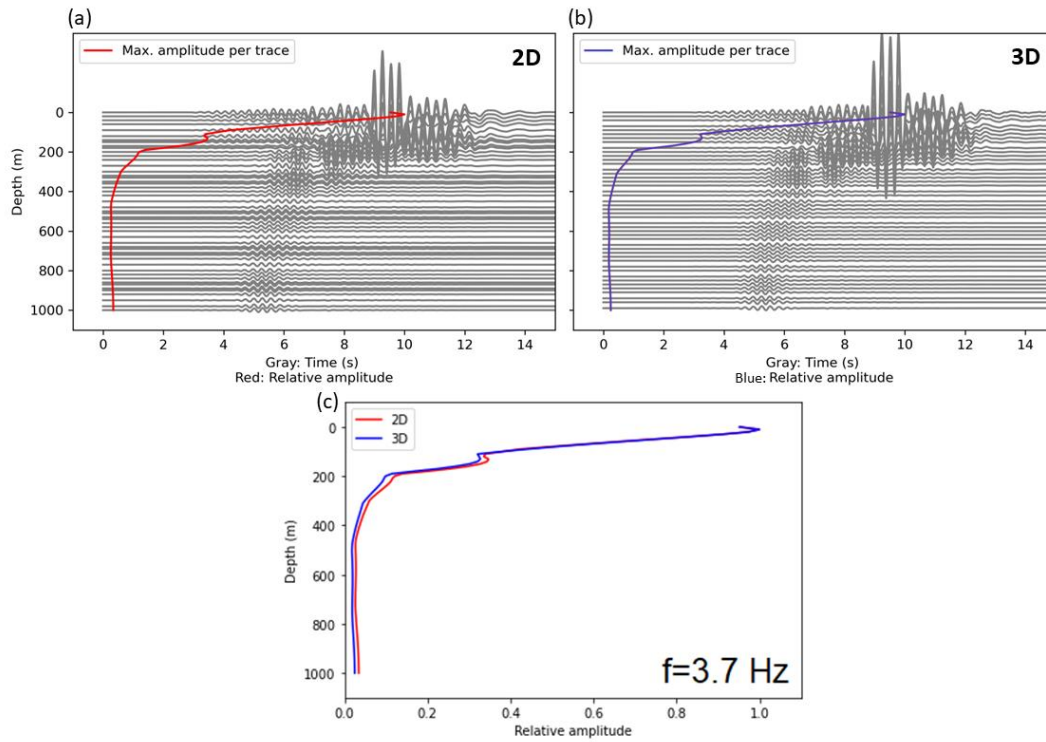 (a)
Max. amplitude per trace
2D
0
200
400
600
800
1000
Depth (m)
0 2 4 6 8 10 12 14
Gray: Time (s)
Red: Relative amplitude
(b)
Max. amplitude per trace
3D
0 2 4 6 8 10 12 14
Gray: Time (s)
Blue: Relative amplitude
(c)
2D
3D
0
200
400
600
800
1000
Depth (m)
f=3.7 Hz
0.0 0.2 0.4 0.6 0.8 1.0
Relative amplitude